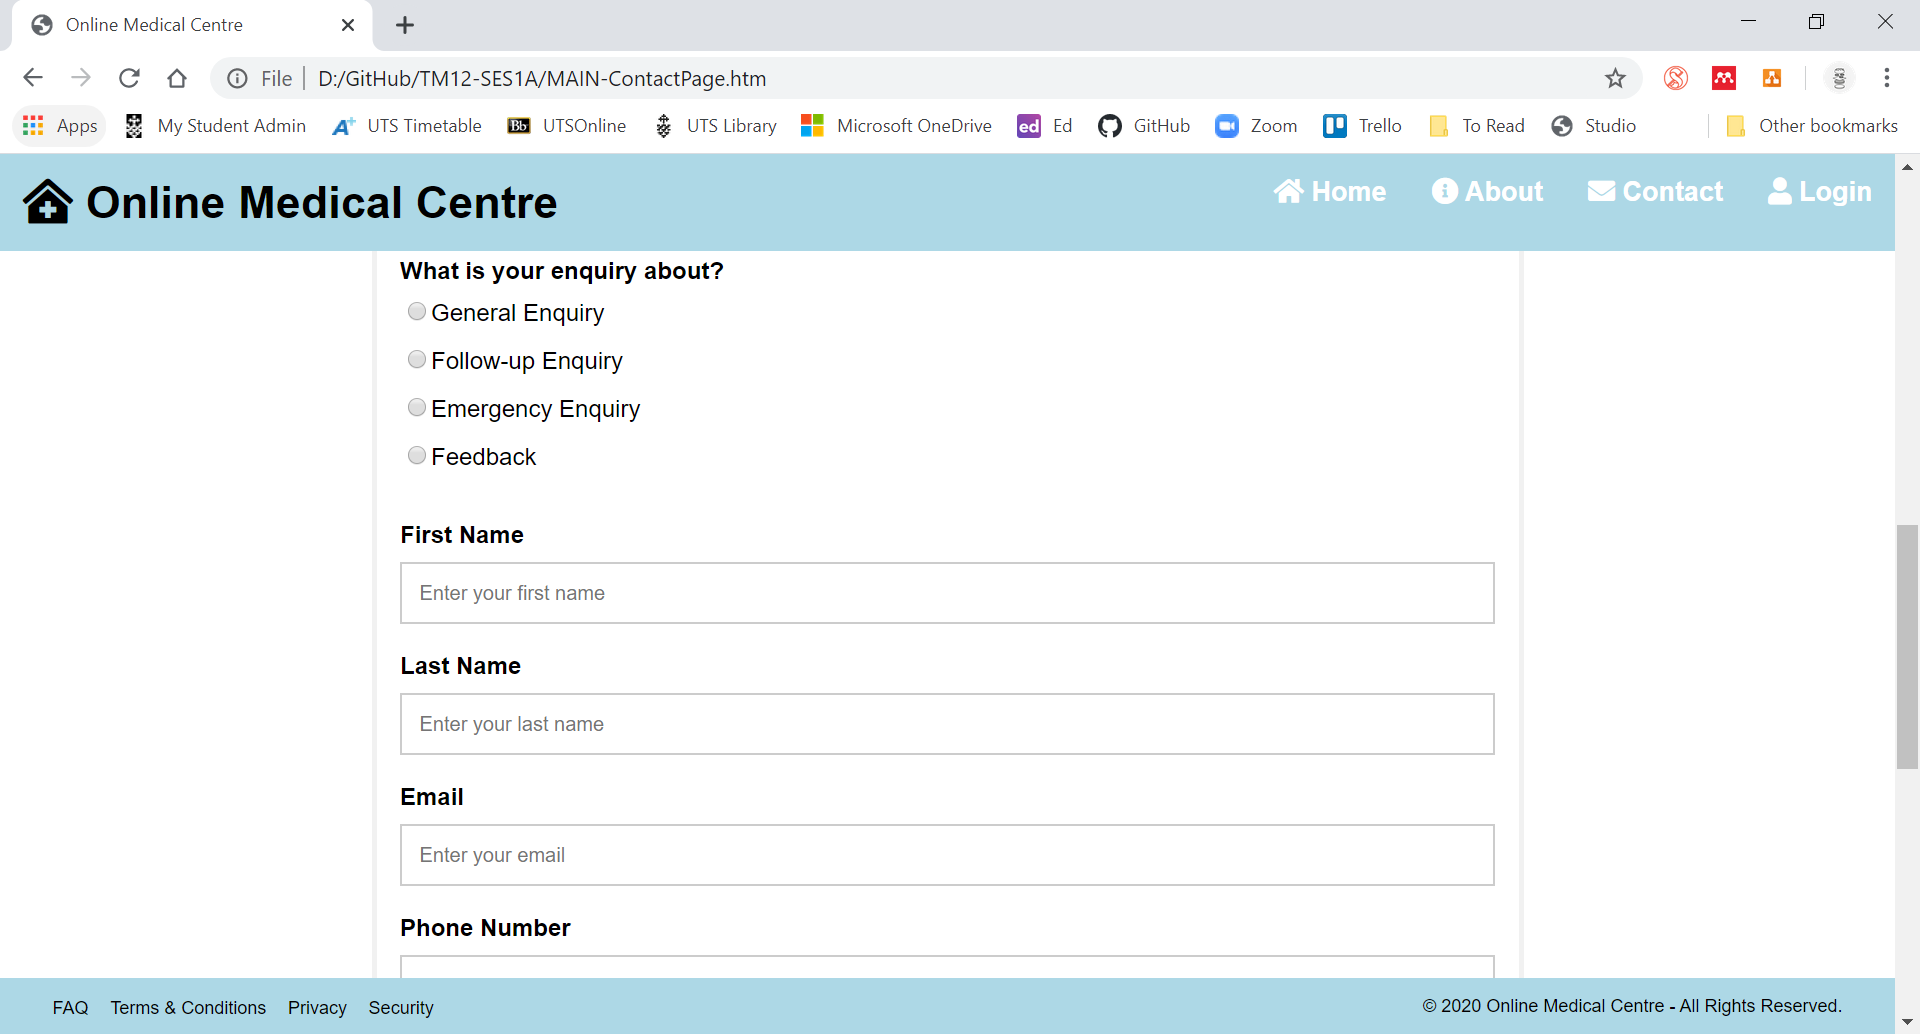 Online Medical Centre
File D:/GitHub/TM12-SES1A/MAIN-ContactPage.htm
Apps My Student Admin A+ UTS Timetable Bb UTSOnline UTS Library Microsoft OneDrive ed Ed GitHub Zoom Trello To Read Studio Other bookmarks
Online Medical Centre Home About Contact Login
What is your enquiry about?
General Enquiry
Follow-up Enquiry
Emergency Enquiry
Feedback
First Name
Enter your first name
Last Name
Enter your last name
Email
Enter your email
Phone Number
FAQ Terms & Conditions Privacy Security © 2020 Online Medical Centre - All Rights Reserved.